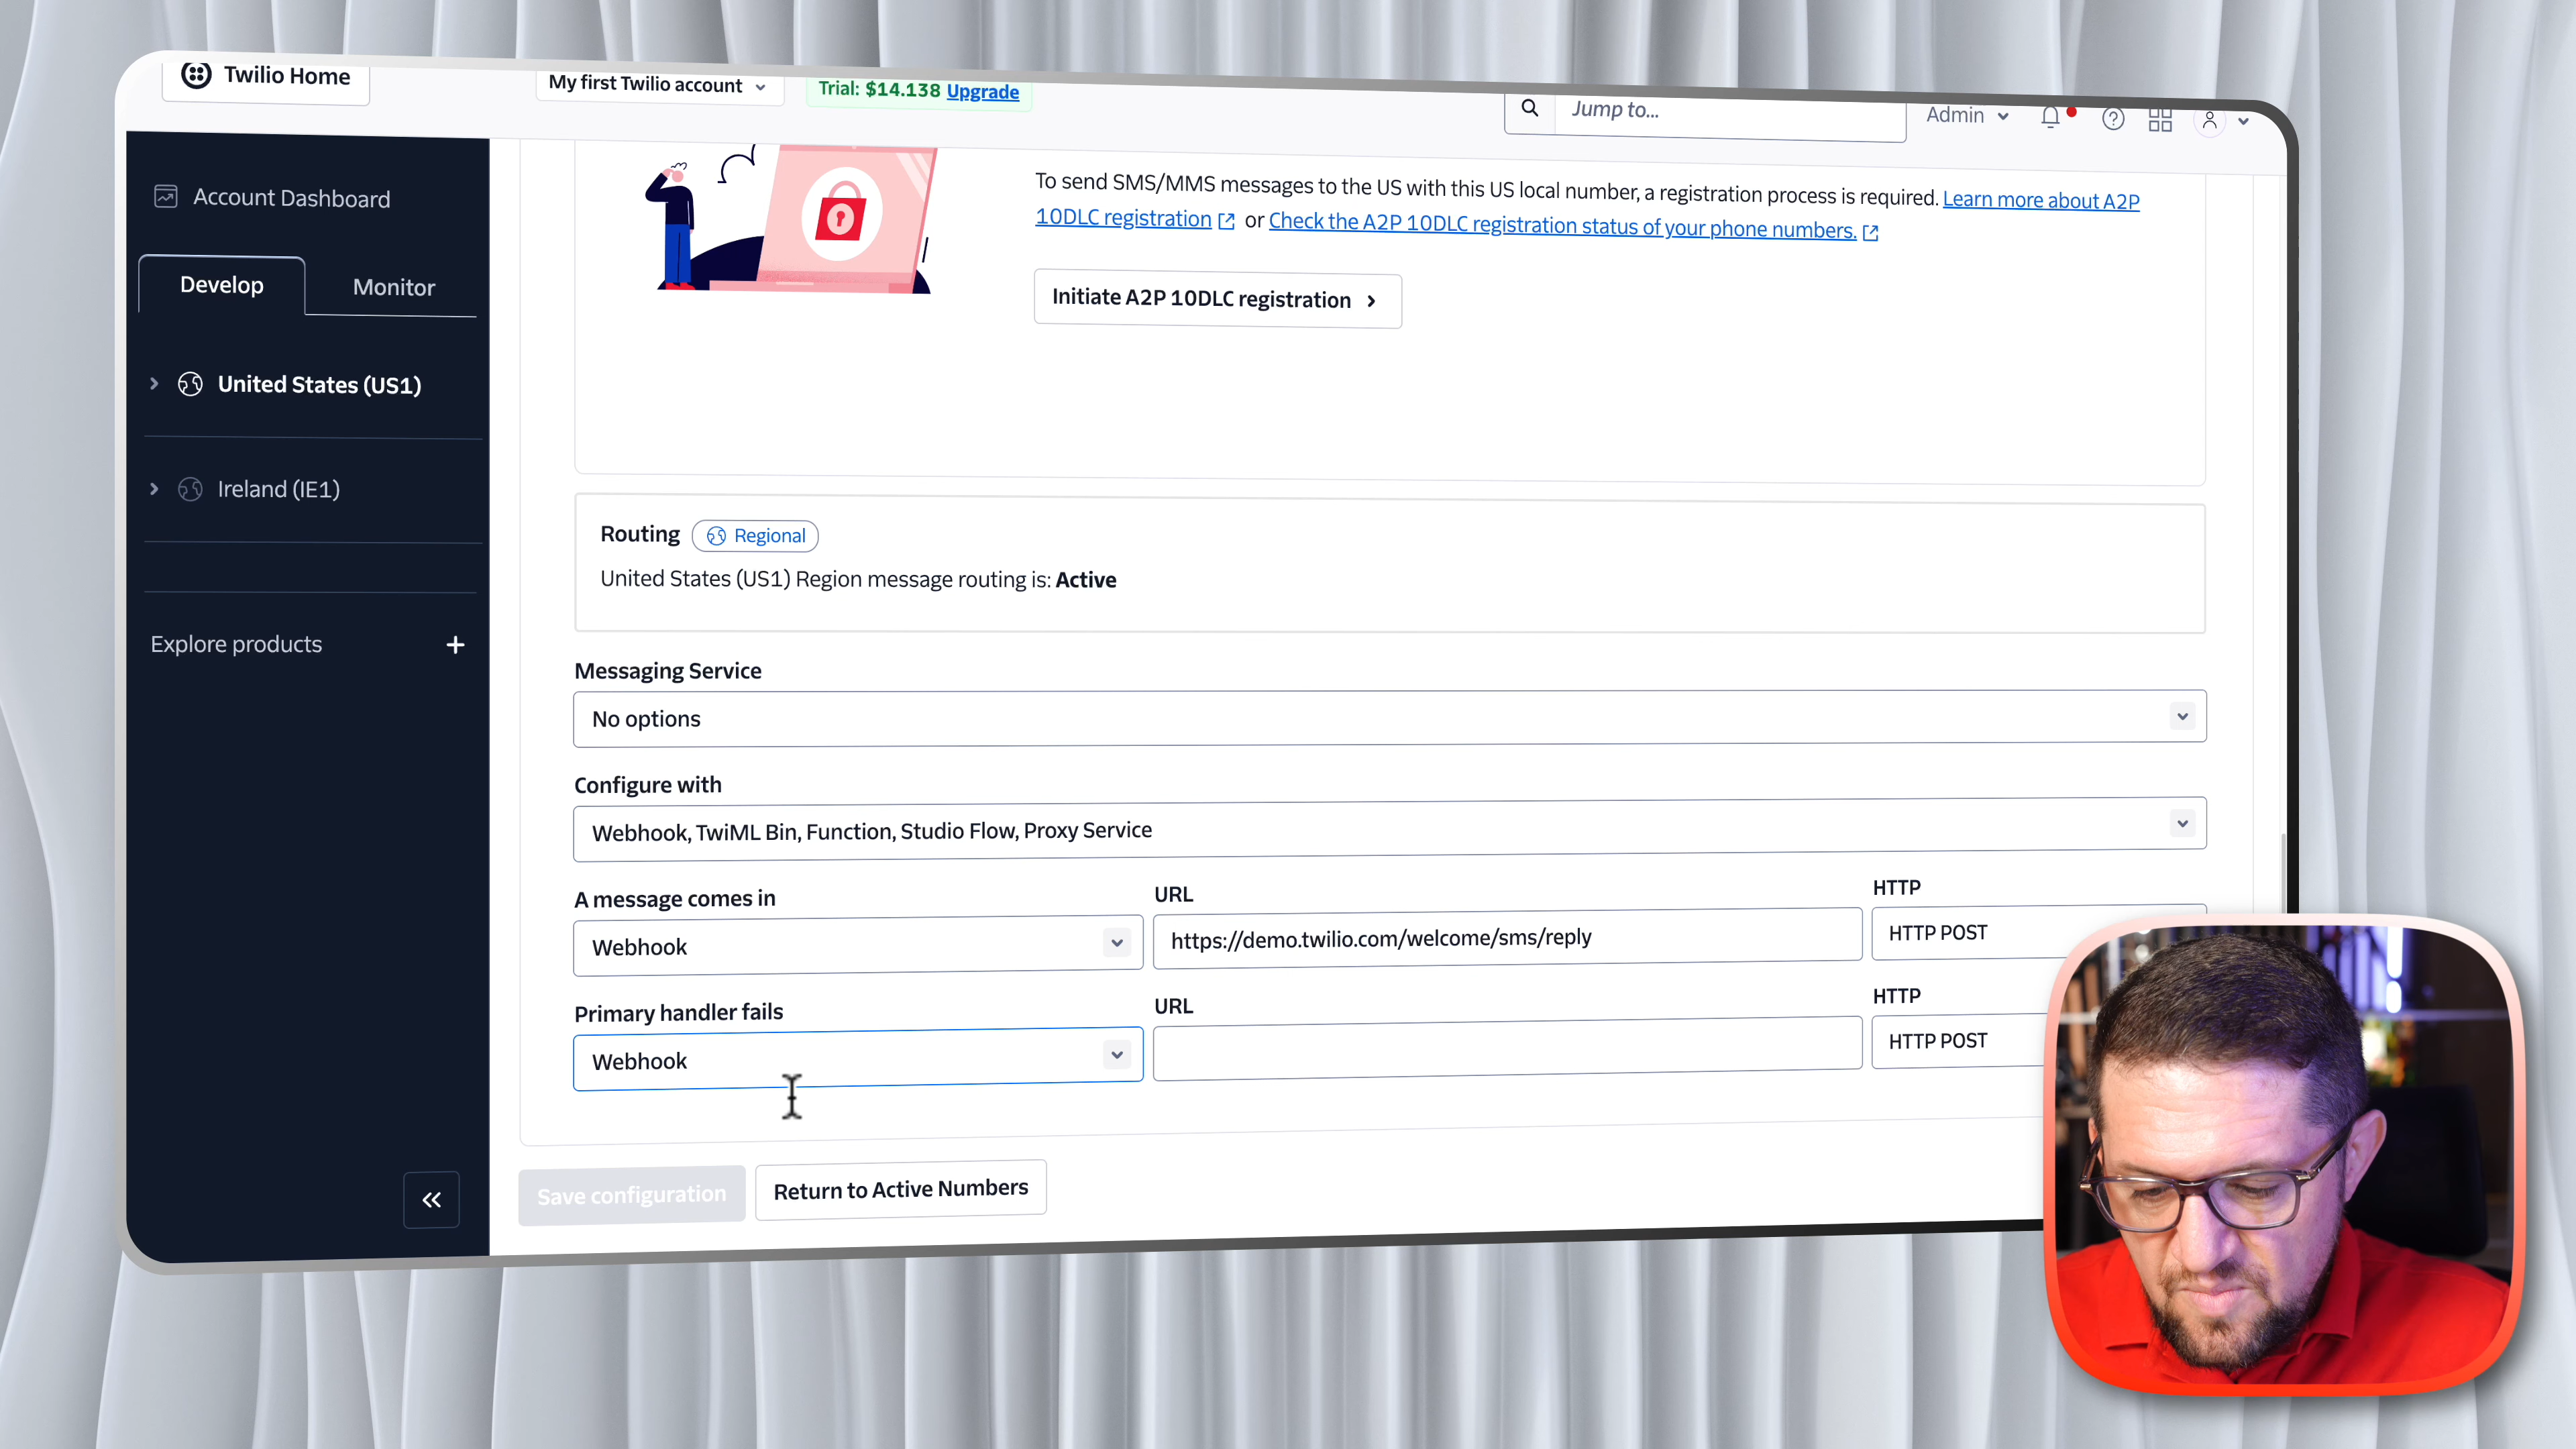 Twilio Home
My first Twilio account
Trial: $14.138 Upgrade
Jump to...
Admin
Account Dashboard
Develop
Monitor
United States (US1)
Ireland (IE1)
Explore products
To send SMS/MMS messages to the US with this US local number, a registration process is required. Learn more about A2P
10DLC registration or Check the A2P 10DLC registration status of your phone numbers.
Initiate A2P 10DLC registration
Routing Regional
United States (US1) Region message routing is: Active
Messaging Service
No options
Configure with
Webhook, TwiML Bin, Function, Studio Flow, Proxy Service
A message comes in URL HTTP
Webhook https://demo.twilio.com/welcome/sms/reply HTTP POST
Primary handler fails URL HTTP
Webhook HTTP POST
Save configuration Return to Active Numbers